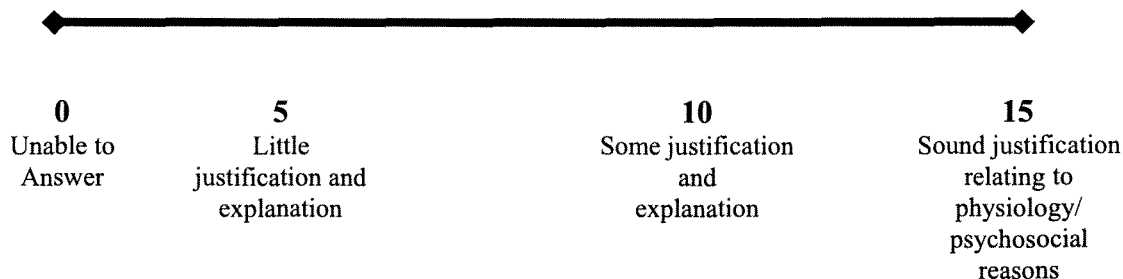 0 5 10 15
Unable to Little Some justification Sound justification
Answer justification and and relating to
explanation explanation physiology/
psychosocial
reasons